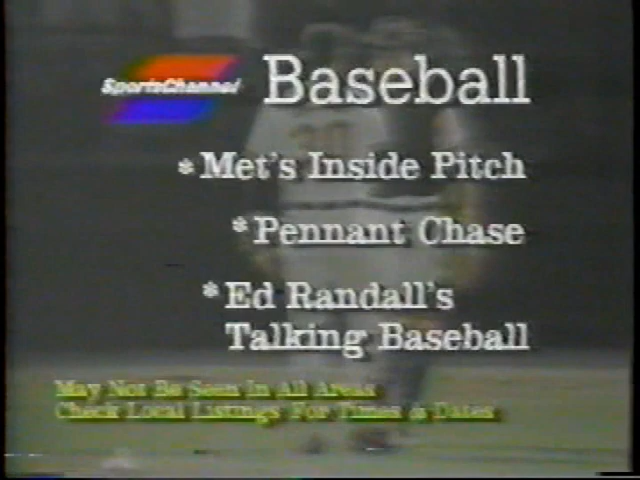 SportsChannel Baseball
* Met's Inside Pitch
* Pennant Chase
* Ed Randall's
Talking Baseball
May Not Be Seen In All Areas
Check Local Listings For Times & Dates